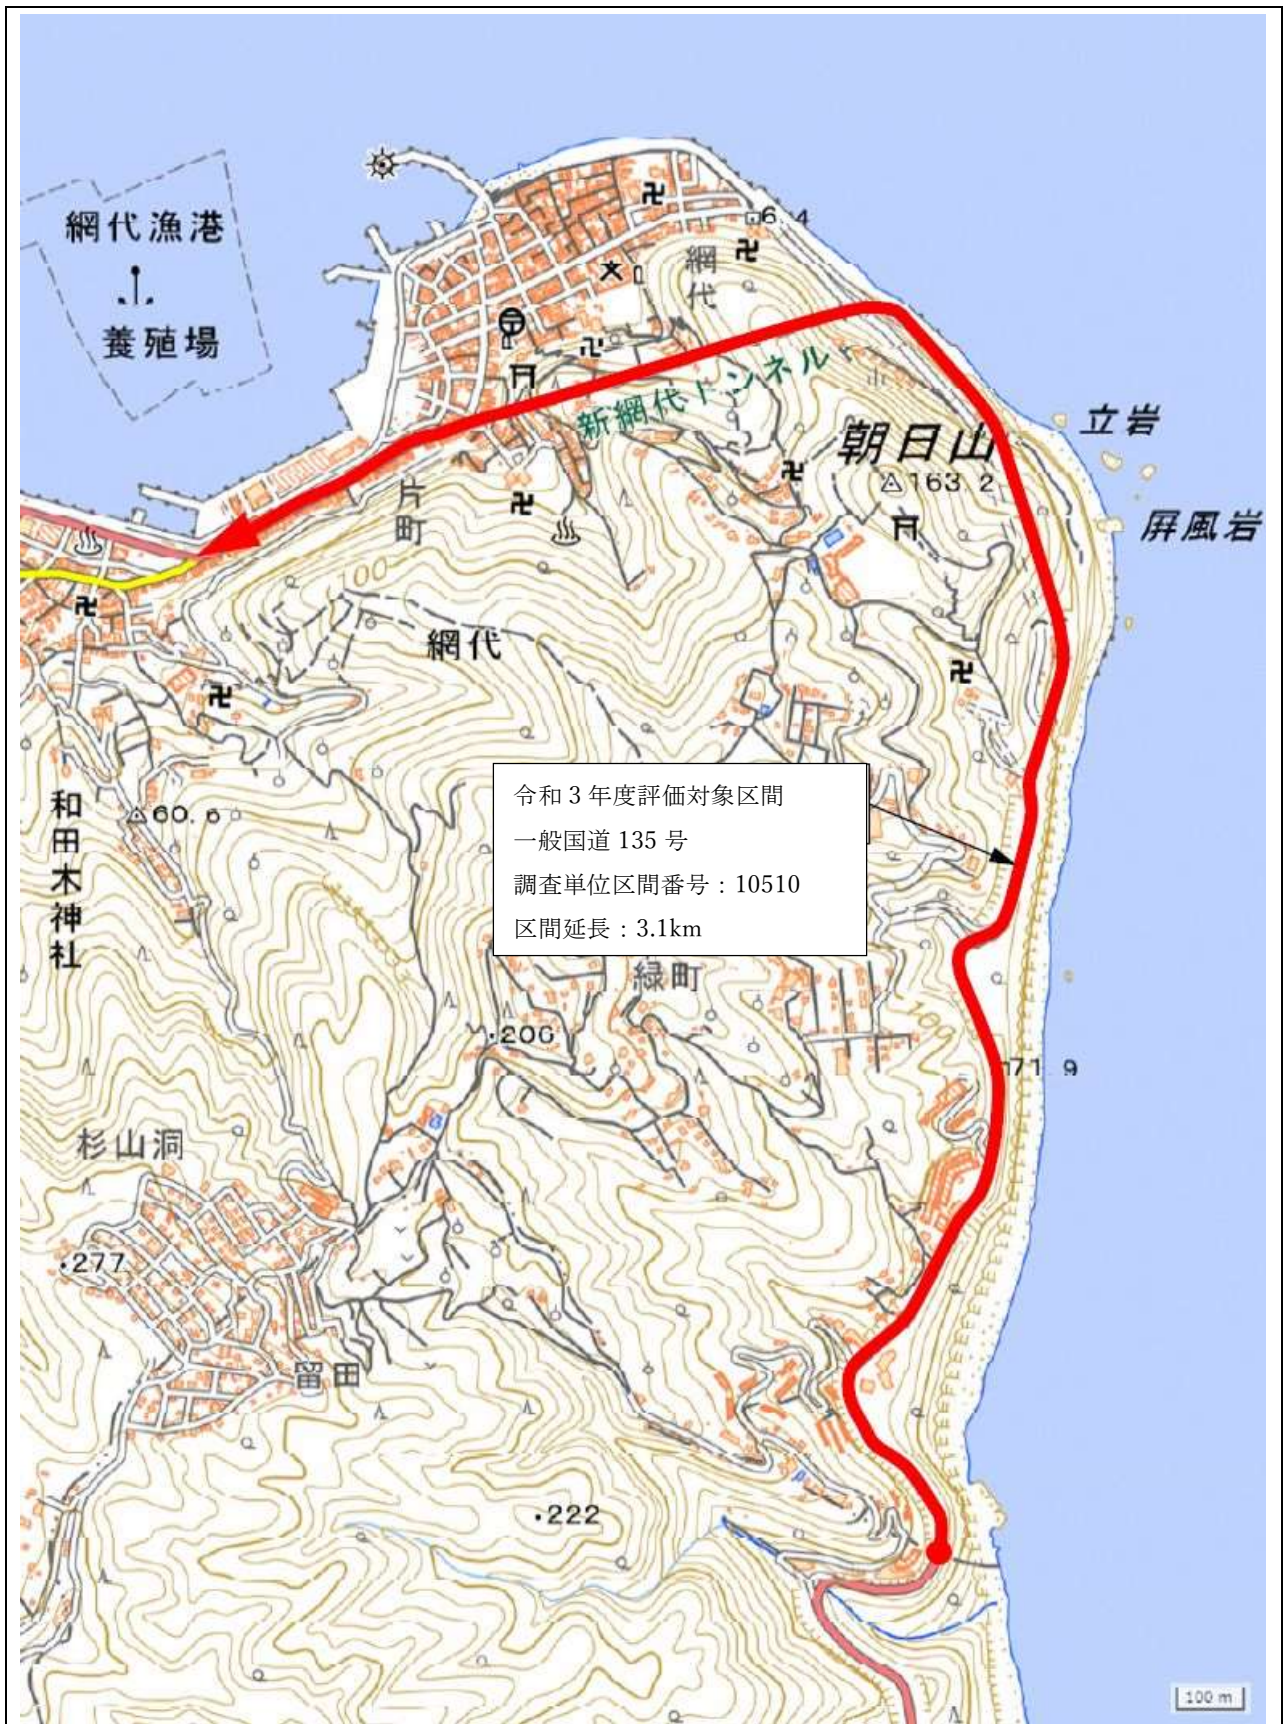 網代漁港
養殖場
6.4
網代
新網代トンネル
立岩
朝日山
163.2
屏風岩
片町
100
網代
令和3年度評価対象区間
一般国道 135 号
調査単位区間番号：10510
区間延長：3.1km
和田木神社
60.6
緑町
100
206
71.9
杉山洞
277
留田
222
100 m